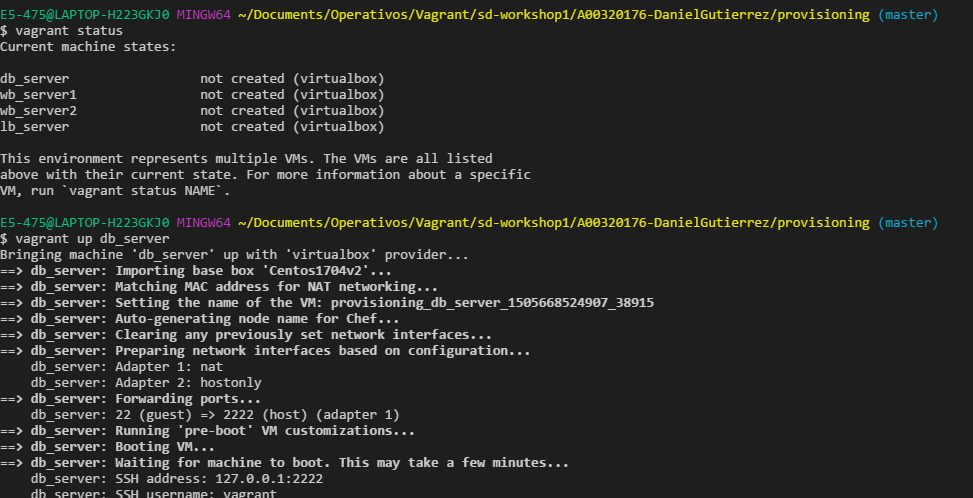 E5-475@LAPTOP-H223GKJ0 MINGW64 ~/Documents/Operativos/Vagrant/sd-workshop1/A00320176-DanielGutierrez/provisioning (master)
$ vagrant status
Current machine states:
db_server                 not created (virtualbox)
wb_server1                not created (virtualbox)
wb_server2                not created (virtualbox)
lb_server                 not created (virtualbox)
This environment represents multiple VMs. The VMs are all listed
above with their current state. For more information about a specific
VM, run `vagrant status NAME`.
E5-475@LAPTOP-H223GKJ0 MINGW64 ~/Documents/Operativos/Vagrant/sd-workshop1/A00320176-DanielGutierrez/provisioning (master)
$ vagrant up db_server
Bringing machine 'db_server' up with 'virtualbox' provider...
==> db_server: Importing base box 'Centos1704v2'...
==> db_server: Matching MAC address for NAT networking...
==> db_server: Setting the name of the VM: provisioning_db_server_1505668524907_38915
==> db_server: Auto-generating node name for Chef...
==> db_server: Clearing any previously set network interfaces...
==> db_server: Preparing network interfaces based on configuration...
    db_server: Adapter 1: nat
    db_server: Adapter 2: hostonly
==> db_server: Forwarding ports...
    db_server: 22 (guest) => 2222 (host) (adapter 1)
==> db_server: Running 'pre-boot' VM customizations...
==> db_server: Booting VM...
==> db_server: Waiting for machine to boot. This may take a few minutes...
    db_server: SSH address: 127.0.0.1:2222
    db_server: SSH username: vagrant